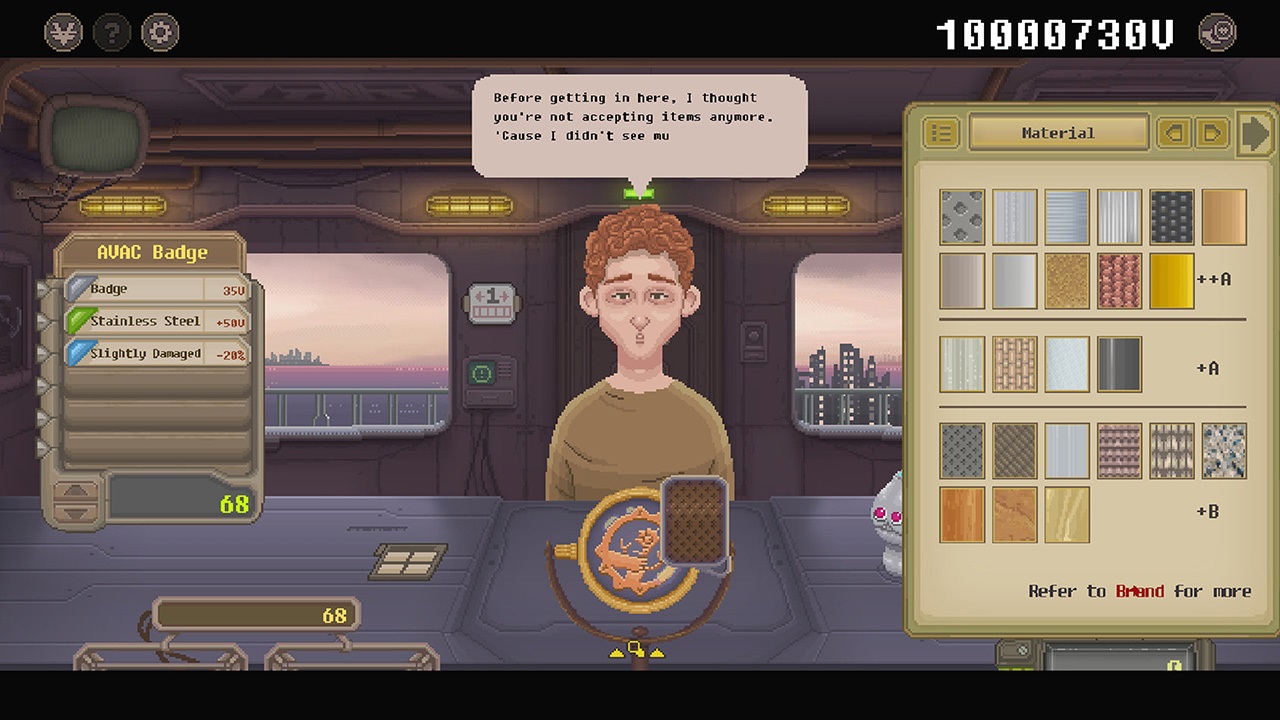 ?
10000730V
Before getting in here, I thought
you're not accepting items anymore.
'Cause I didn't see mu
Material
AVAC Badge
Badge 35V
Stainless Steel +50V
Slightly Damaged -20%
68
1
++A
+A
+B
Refer to Brand for more
68
0